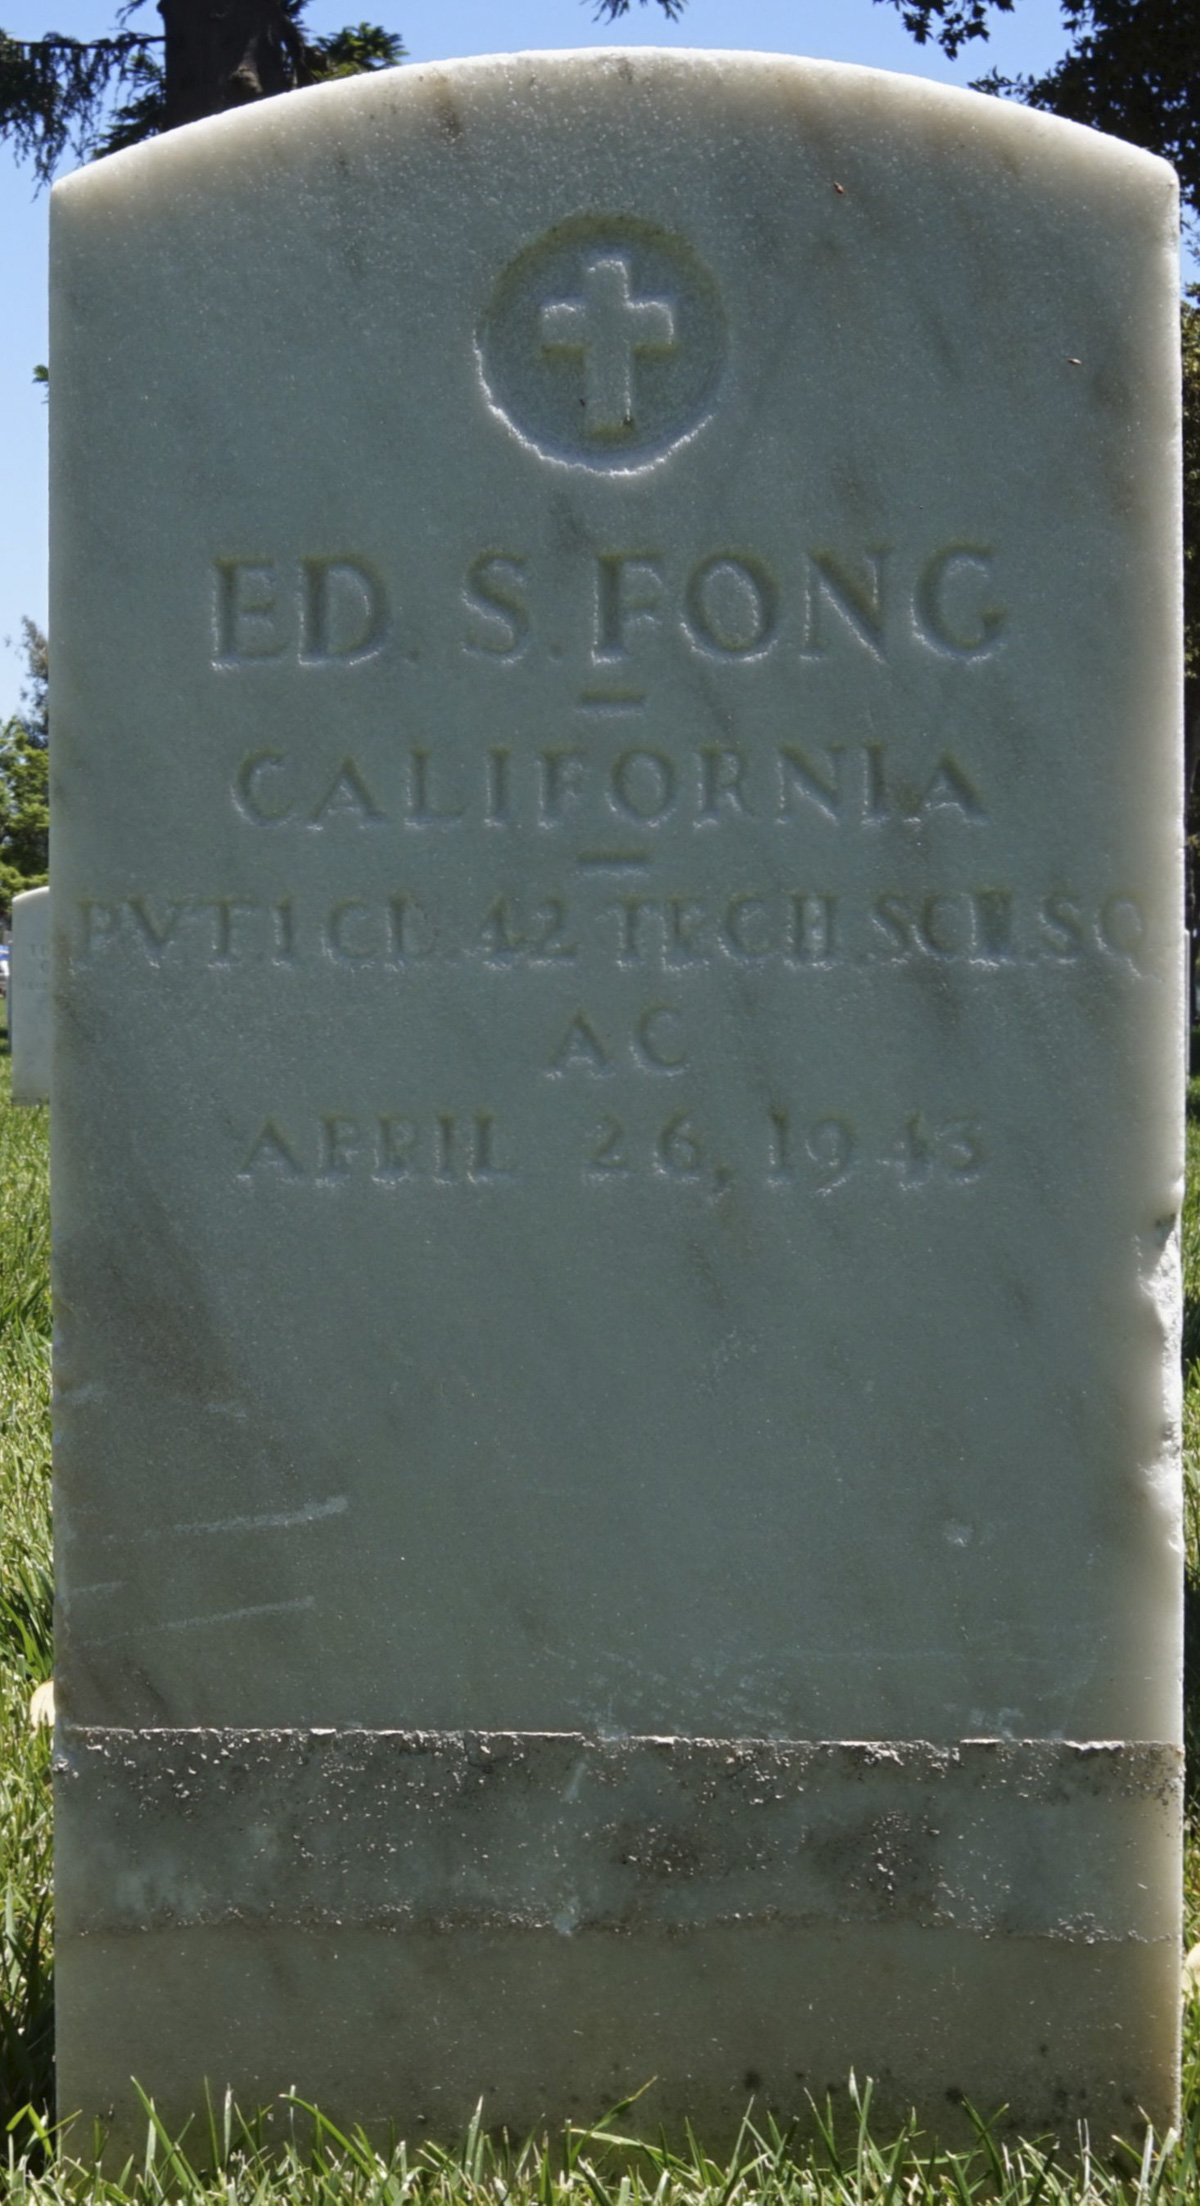 ED. S. FONG
CALIFORNIA
PVT. 1 CL. 42 TECH. SCH. SQ.
AC
APRIL 26, 1943